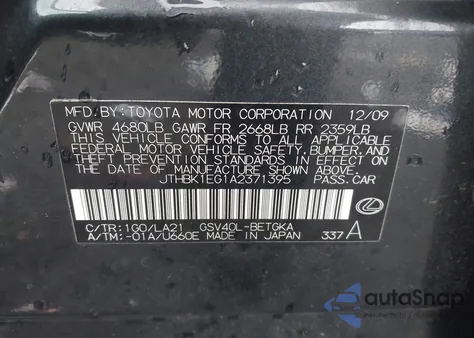 MFD.BY:TOYOTA MOTOR CORPORATION 12/09
GVWR 4680LB GAWR FR 2668LB RR 2359LB
THIS VEHICLE CONFORMS TO ALL APPLICABLE
FEDERAL MOTOR VEHICLE SAFETY,BUMPER,AND
THEFT PREVENTION STANDARDS IN EFFECT ON
THE DATE OF MANUFACTURE SHOWN ABOVE.
JTHBK1EG1A2371395 PASS.CAR
C/TR:1G0/LA21 GSV40L-BETGKA
A/TM:-01A/U660E MADE IN JAPAN 337 A
autoSnap